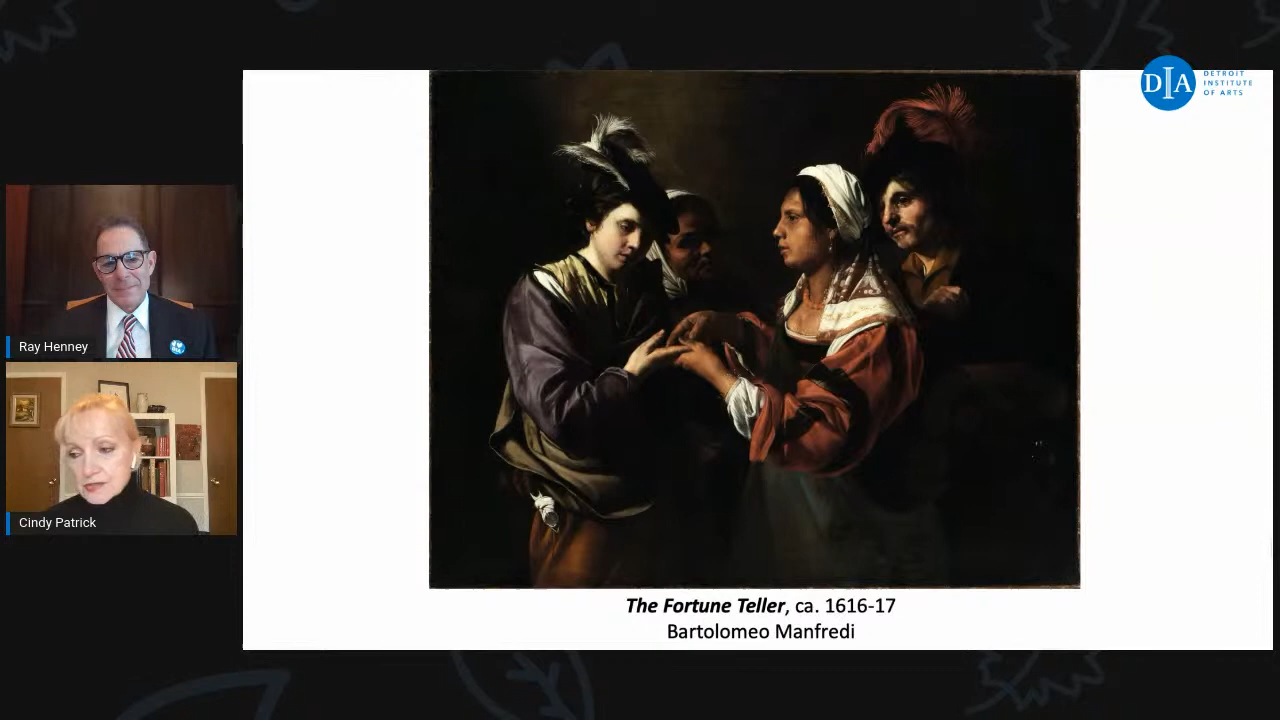 DIA
DETROIT
INSTITUTE
OF ARTS
Ray Henney
Cindy Patrick
The Fortune Teller, ca. 1616-17
Bartolomeo Manfredi